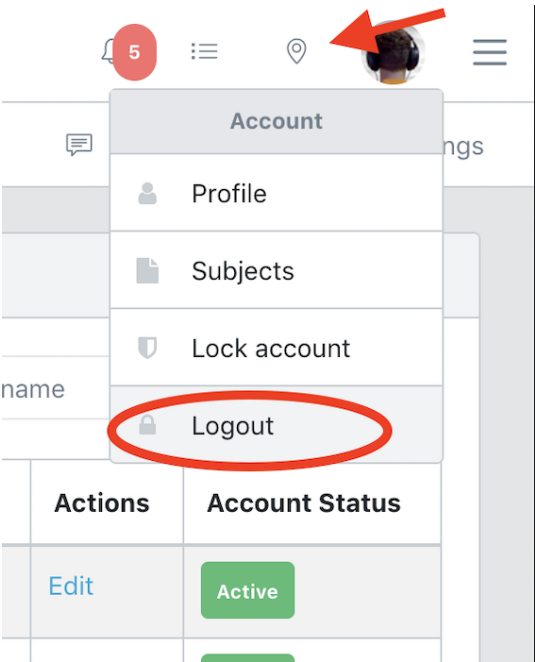 5
ngs
Account
Profile
Subjects
Lock account
name
Logout
Actions
Account Status
Edit
Active